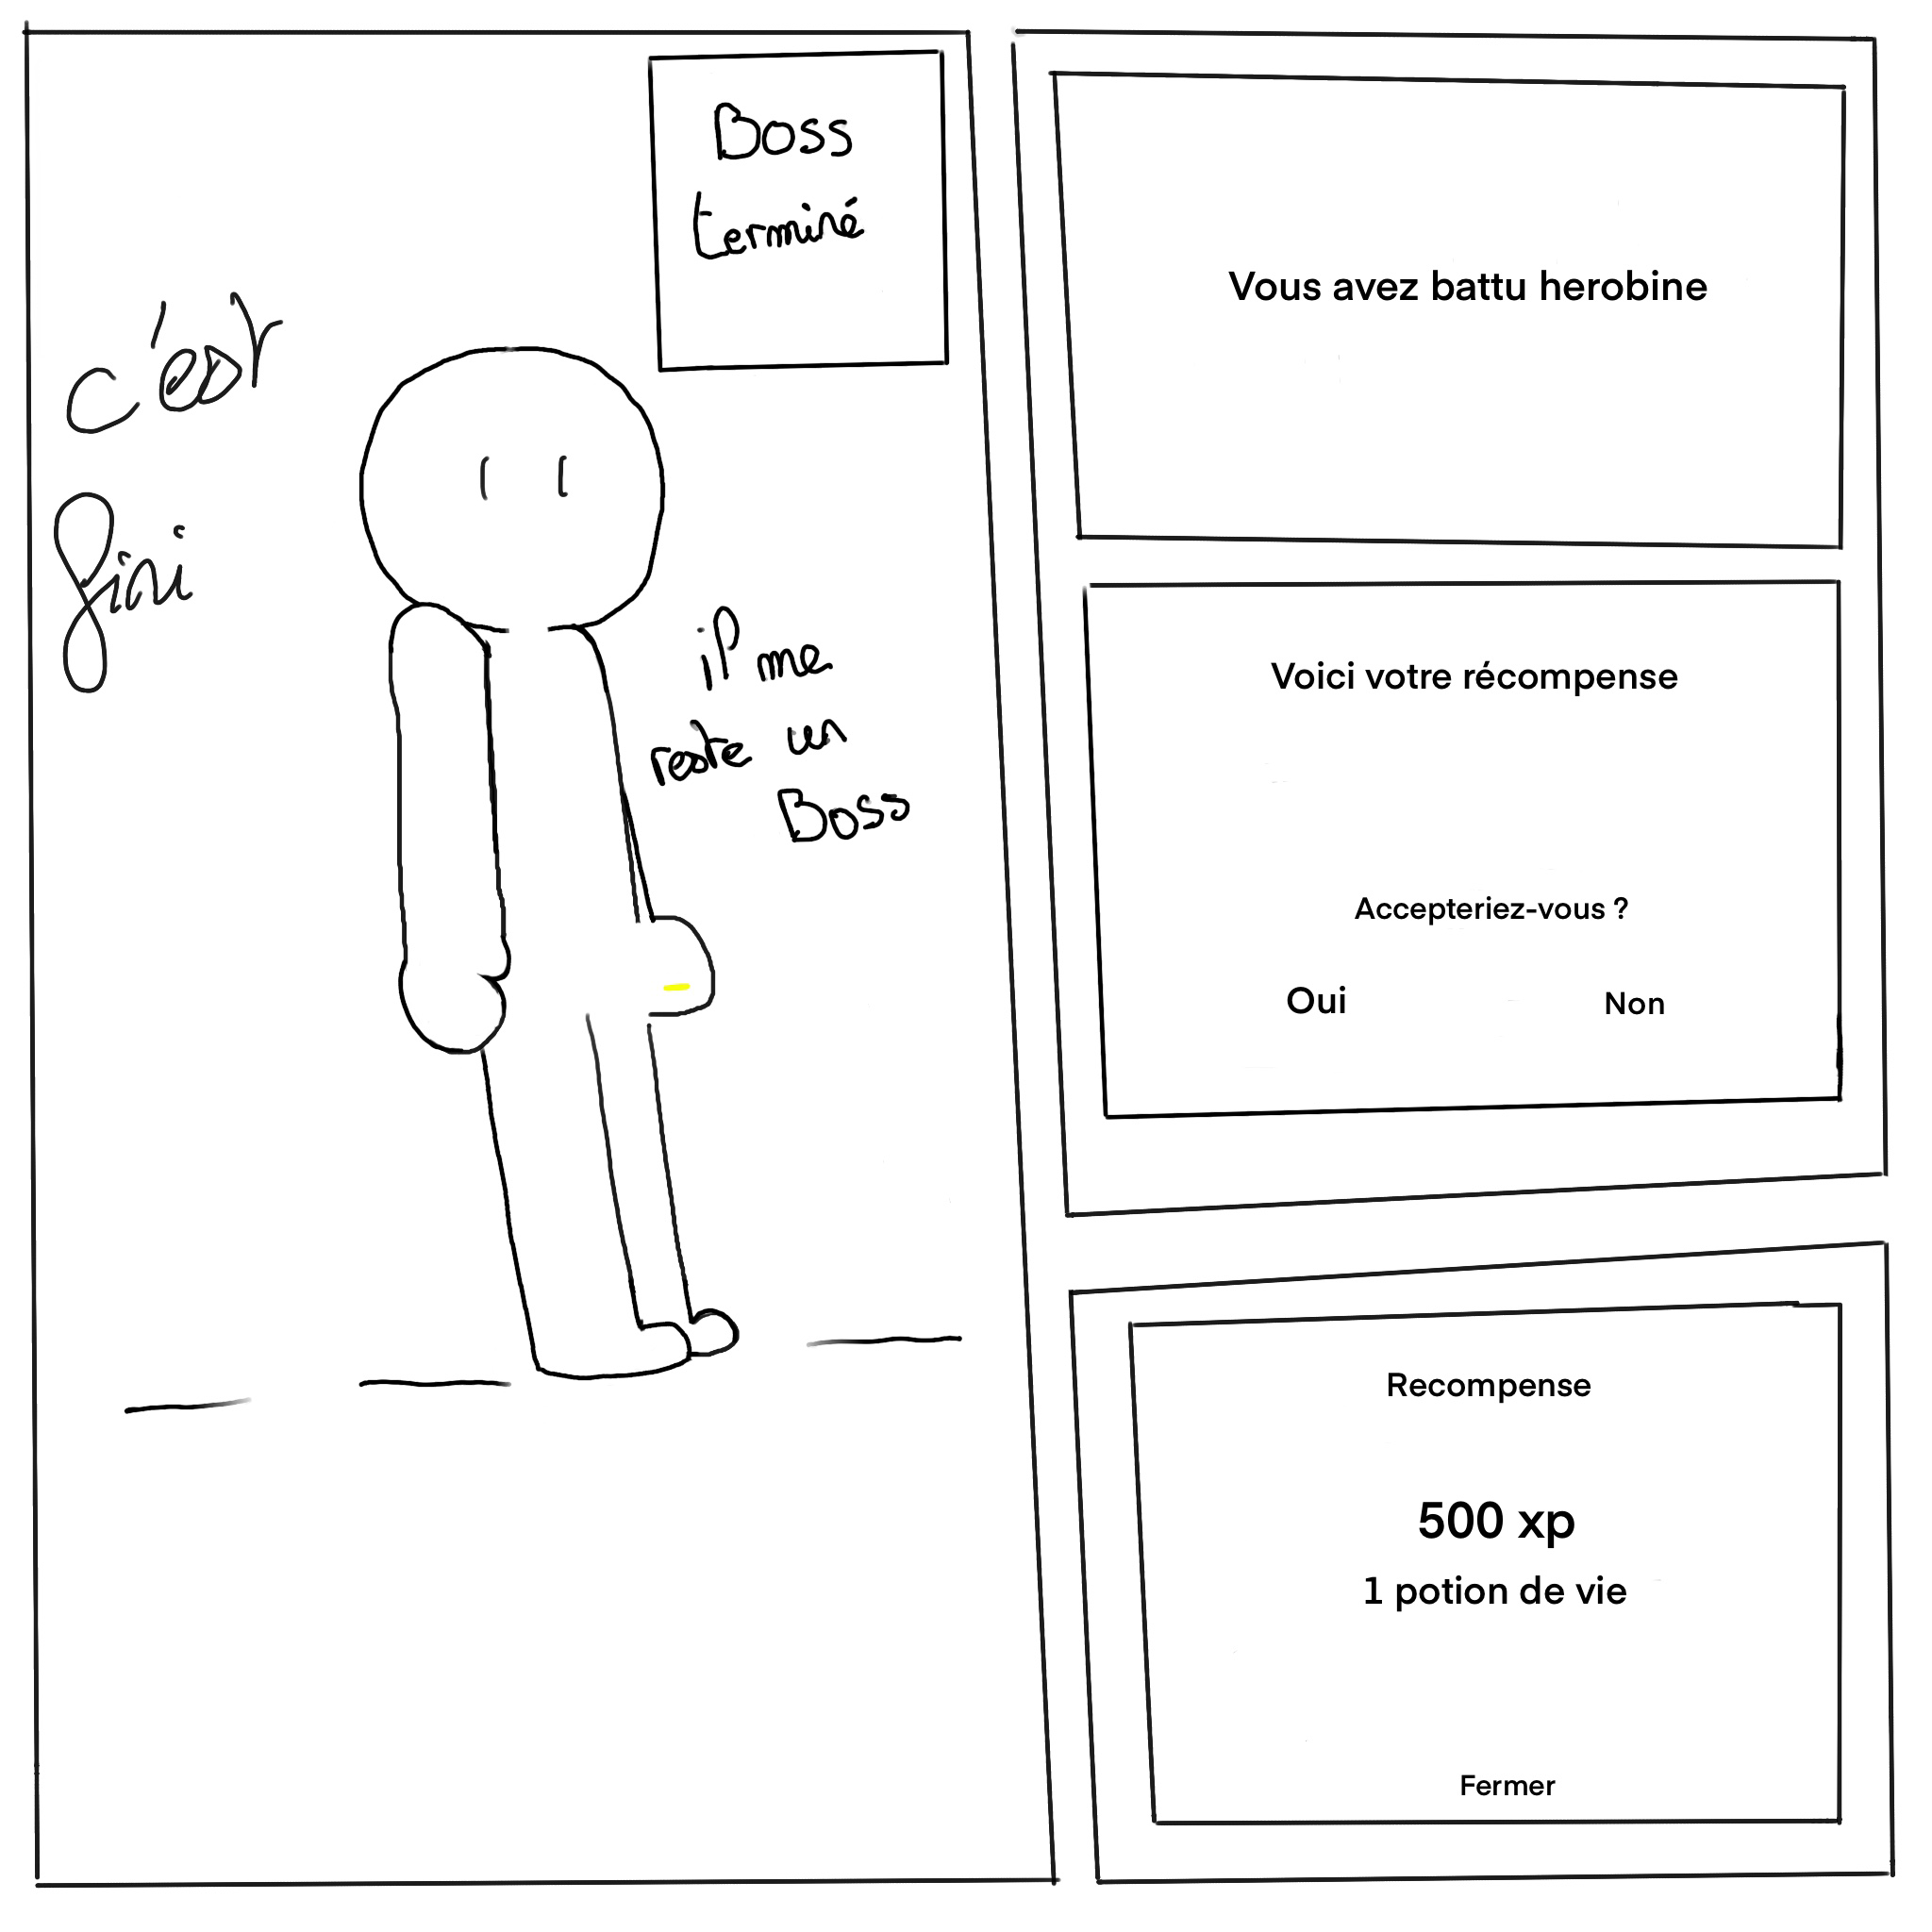 Boss
terminé
c'est
fini
il me
reste un
Boss
Vous avez battu herobine
Voici votre récompense
Accepteriez-vous ?
Oui
Non
Recompense
500 xp
1 potion de vie
Fermer